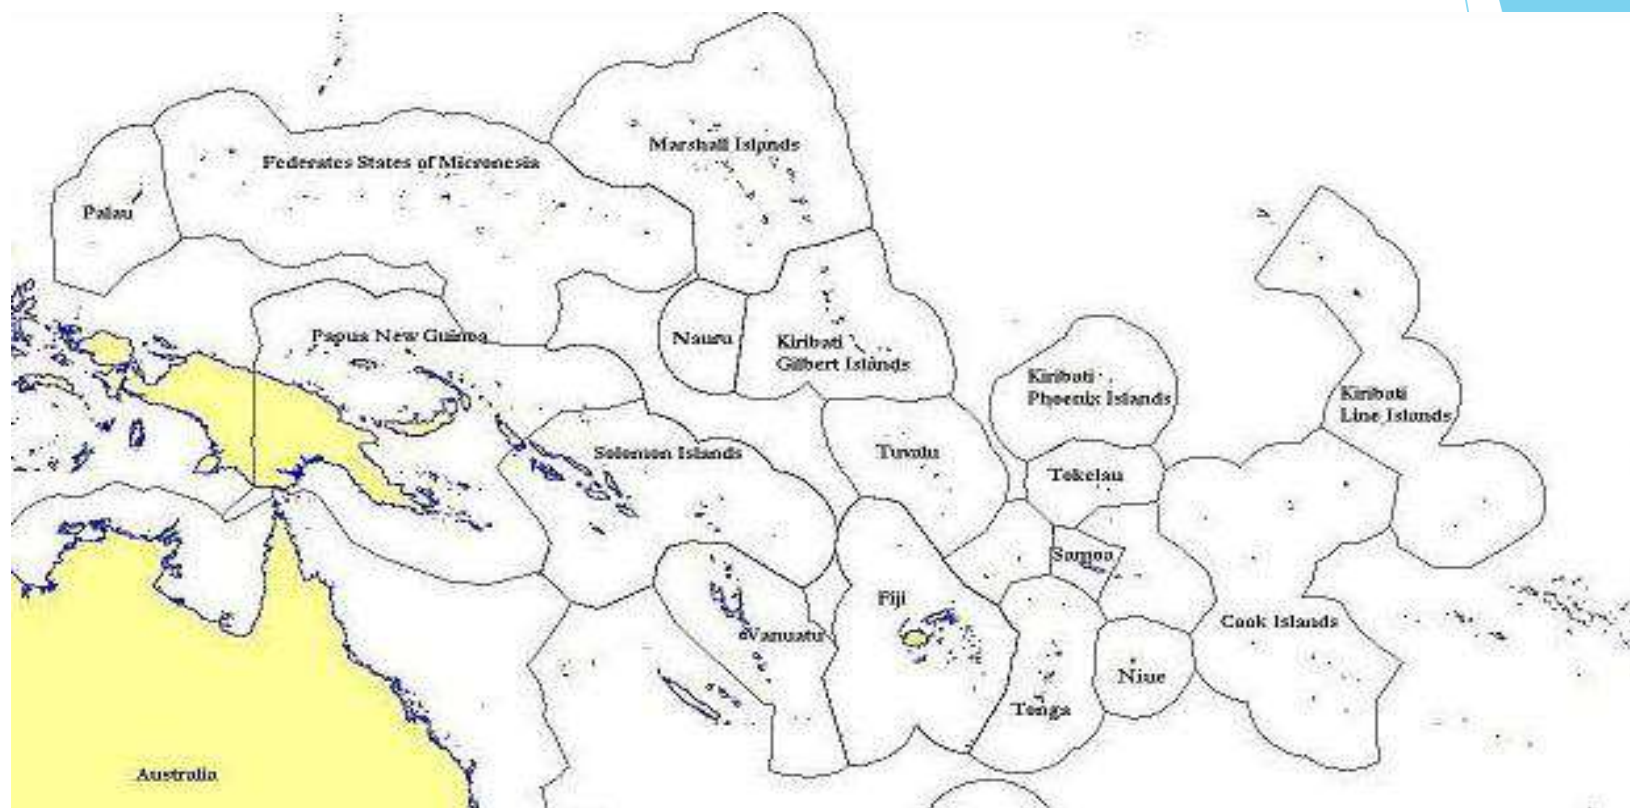 Marshall Islands
Federates States of Micronesia
Palau
Papua New Guinea
Nauru
Kiribati
Gilbert Islands
Kiribati
Phoenix Islands
Kiribati
Line Islands
Solomon Islands
Tuvalu
Tokelau
Samoa
Fiji
Vanuatu
Cook Islands
Niue
Tonga
Australia